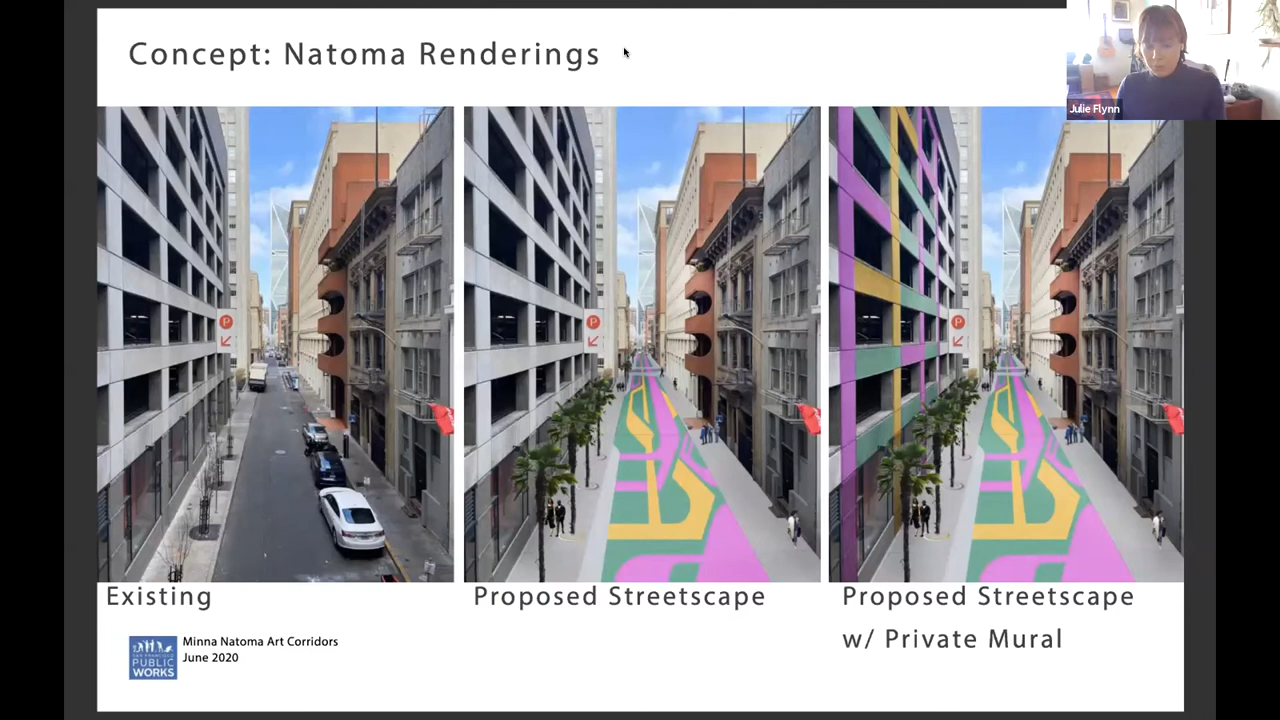 Concept: Natoma Renderings
Julie Flynn
P
P
P
Existing
Proposed Streetscape
Proposed Streetscape
w/ Private Mural
SAN FRANCISCO
PUBLIC
WORKS
Minna Natoma Art Corridors
June 2020